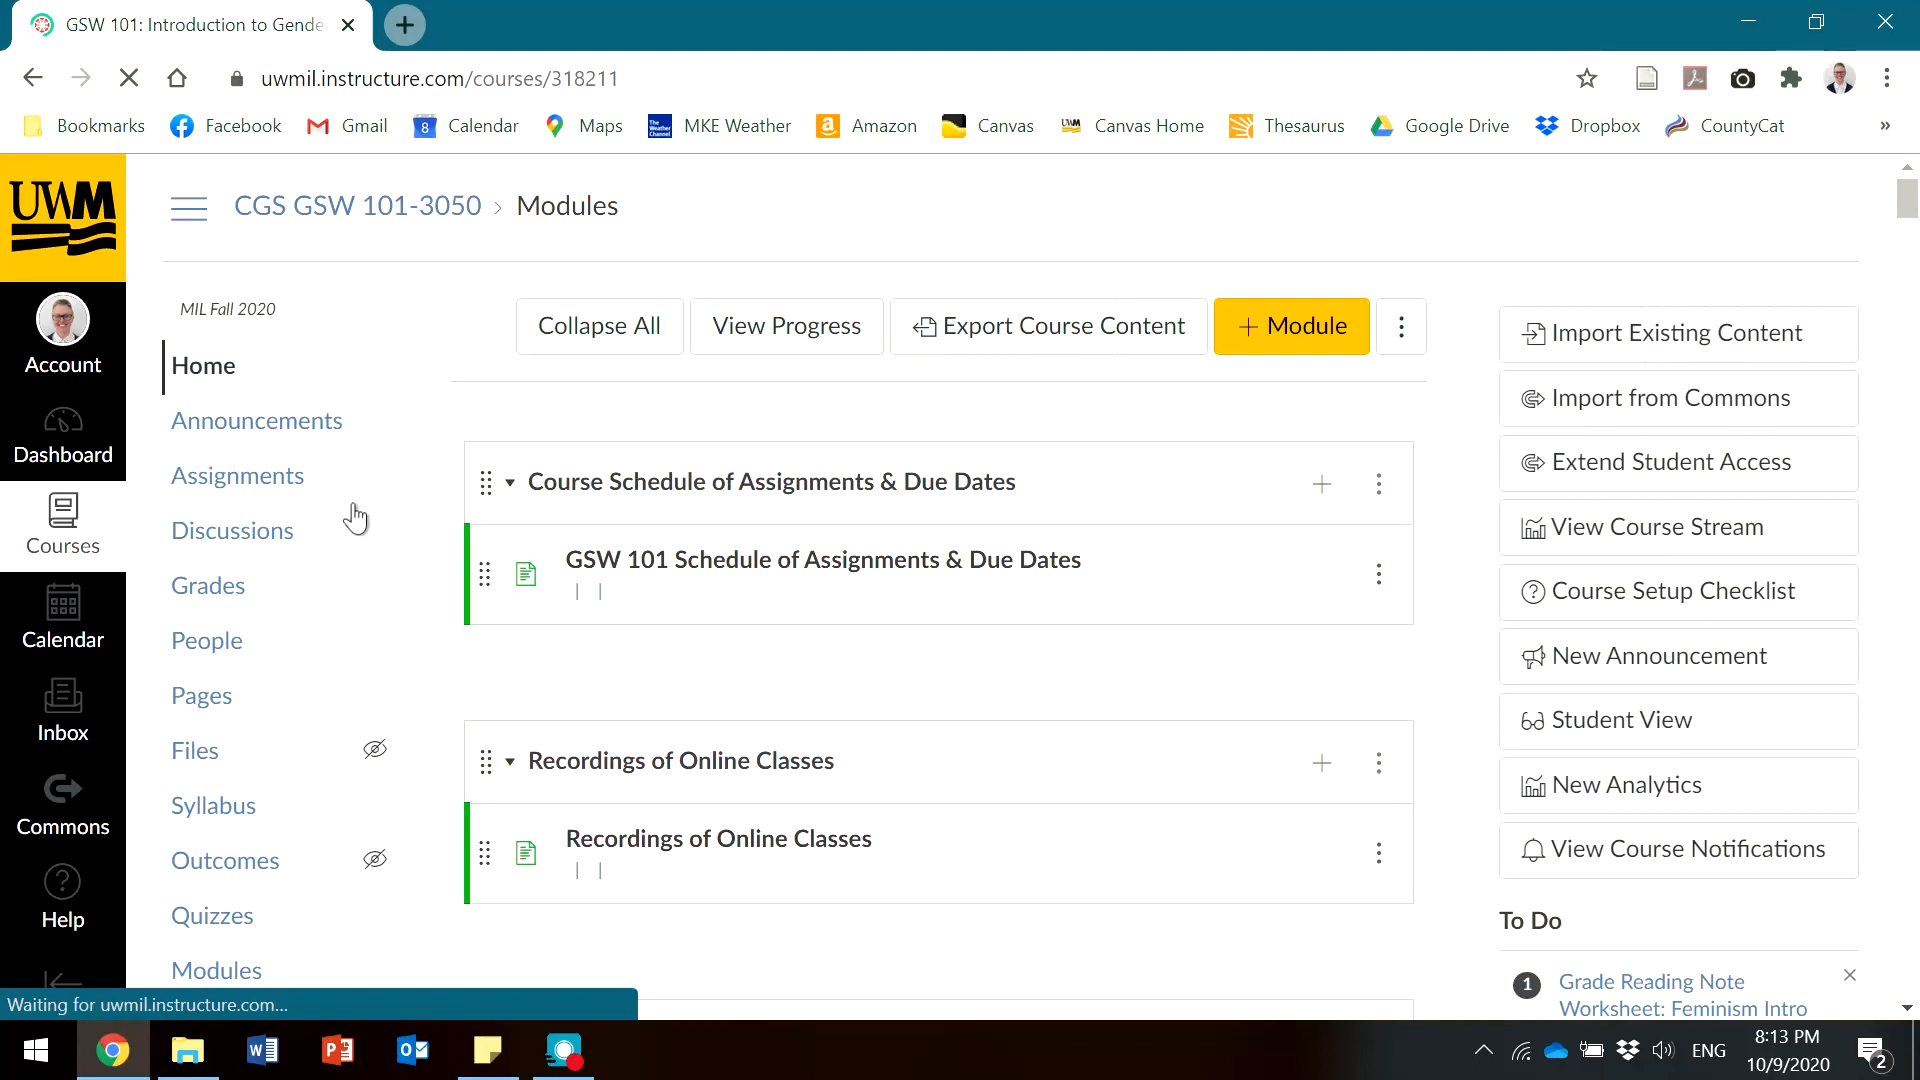 GSW 101: Introduction to Gende
uwmil.instructure.com/courses/318211
Bookmarks Facebook Gmail 8 Calendar Maps The Weather Channel MKE Weather Amazon Canvas UWM Canvas Home Thesaurus Google Drive Dropbox CountyCat »
UWM
CGS GSW 101-3050 > Modules
MIL Fall 2020
Collapse All View Progress Export Course Content + Module
Home
Announcements
Assignments
Discussions
Grades
People
Pages
Files
Syllabus
Outcomes
Quizzes
Modules
Account
Dashboard
Courses
Calendar
Inbox
Commons
Help
Course Schedule of Assignments & Due Dates
GSW 101 Schedule of Assignments & Due Dates
| |
Recordings of Online Classes
Recordings of Online Classes
| |
Import Existing Content
Import from Commons
Extend Student Access
View Course Stream
Course Setup Checklist
New Announcement
Student View
New Analytics
View Course Notifications
To Do
1 Grade Reading Note
Worksheet: Feminism Intro
Waiting for uwmil.instructure.com...
ENG
8:13 PM
10/9/2020
2